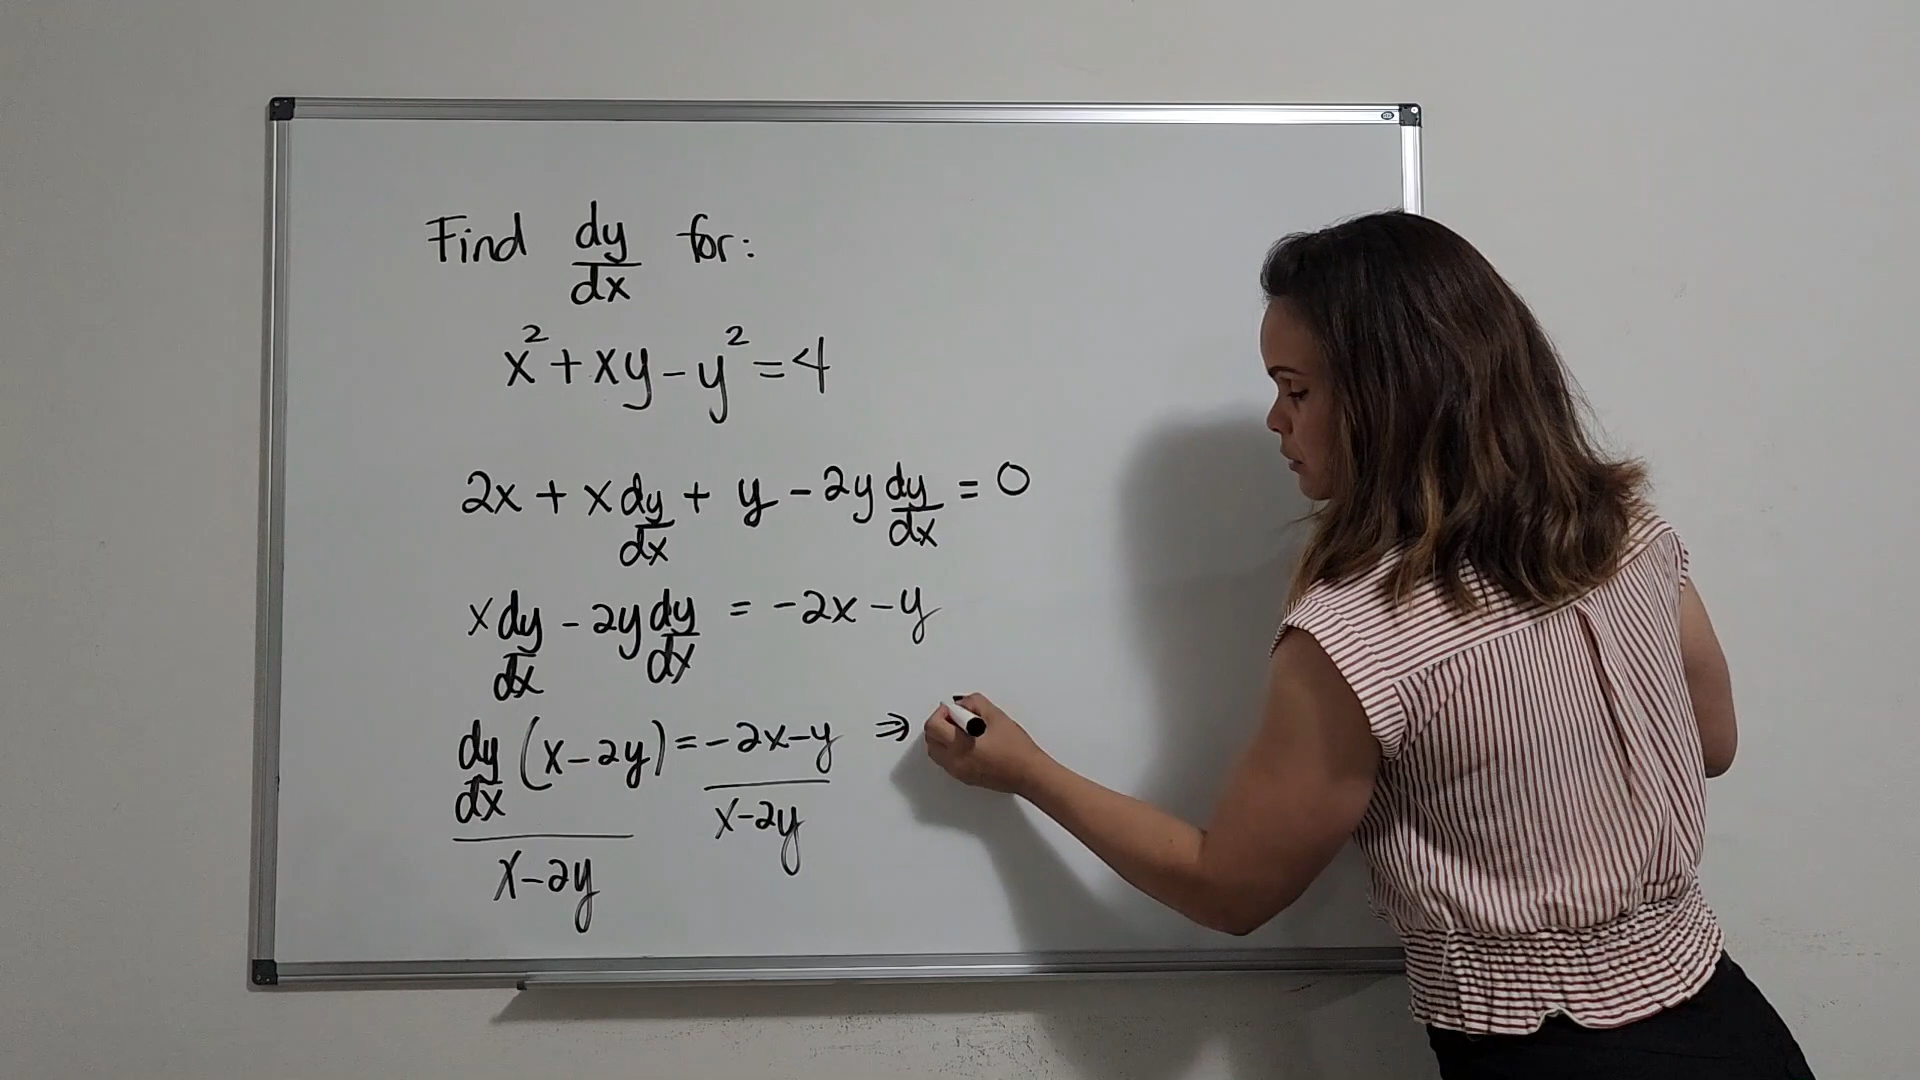 Find dy/dx for:
x² + xy - y² = 4
2x + x dy/dx + y - 2y dy/dx = 0
x dy/dx - 2y dy/dx = -2x - y
dy/dx (x - 2y) = -2x - y ⇒
x - 2y x - 2y